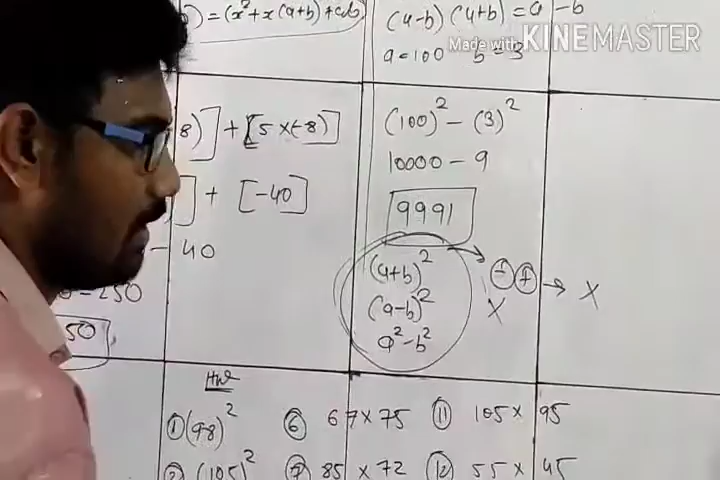 ) = (x² + x (a+b) + ab)
(a-b) (a+b) = a - b
Made with KINEMASTER
a = 100 b = 3
8)] + [5 × (-8)]
] + [-40]
- 40
- 250
50
(100)² - (3)²
10000 - 9
9991
(a+b)²
(a-b)²
a² - b²
- + → X
X
HW
① (98)² ⑥ 67 × 75 ⑪ 105 × 95
② (105)² ⑦ 85 × 72 ⑫ 55 × 45